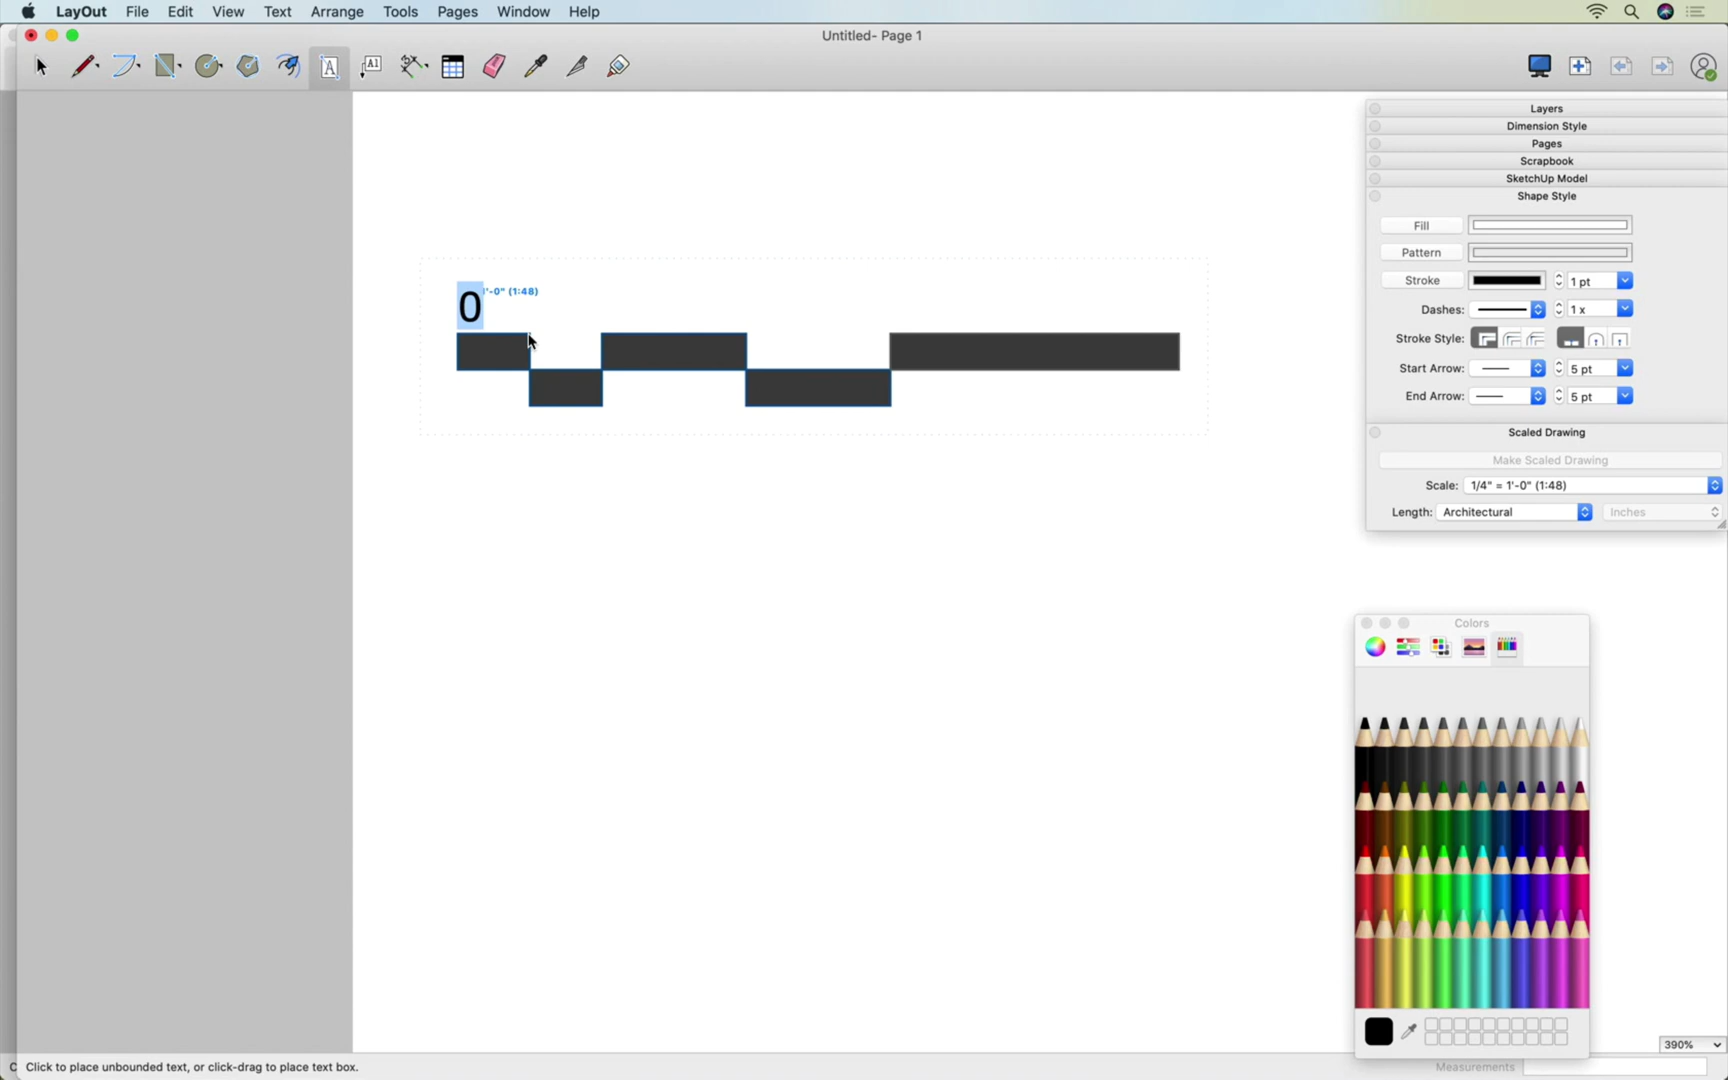 LayOut File Edit View Text Arrange Tools Pages Window Help
Untitled- Page 1
A
A1
Layers
Dimension Style
Pages
Scrapbook
SketchUp Model
Shape Style
Fill
Pattern
Stroke 1 pt
Dashes: 1 x
Stroke Style:
Start Arrow: 5 pt
End Arrow: 5 pt
Scaled Drawing
Make Scaled Drawing
Scale: 1/4" = 1'-0" (1:48)
Length: Architectural Inches
0 1'-0" (1:48)
Colors
390%
C Click to place unbounded text, or click-drag to place text box.
Measurements